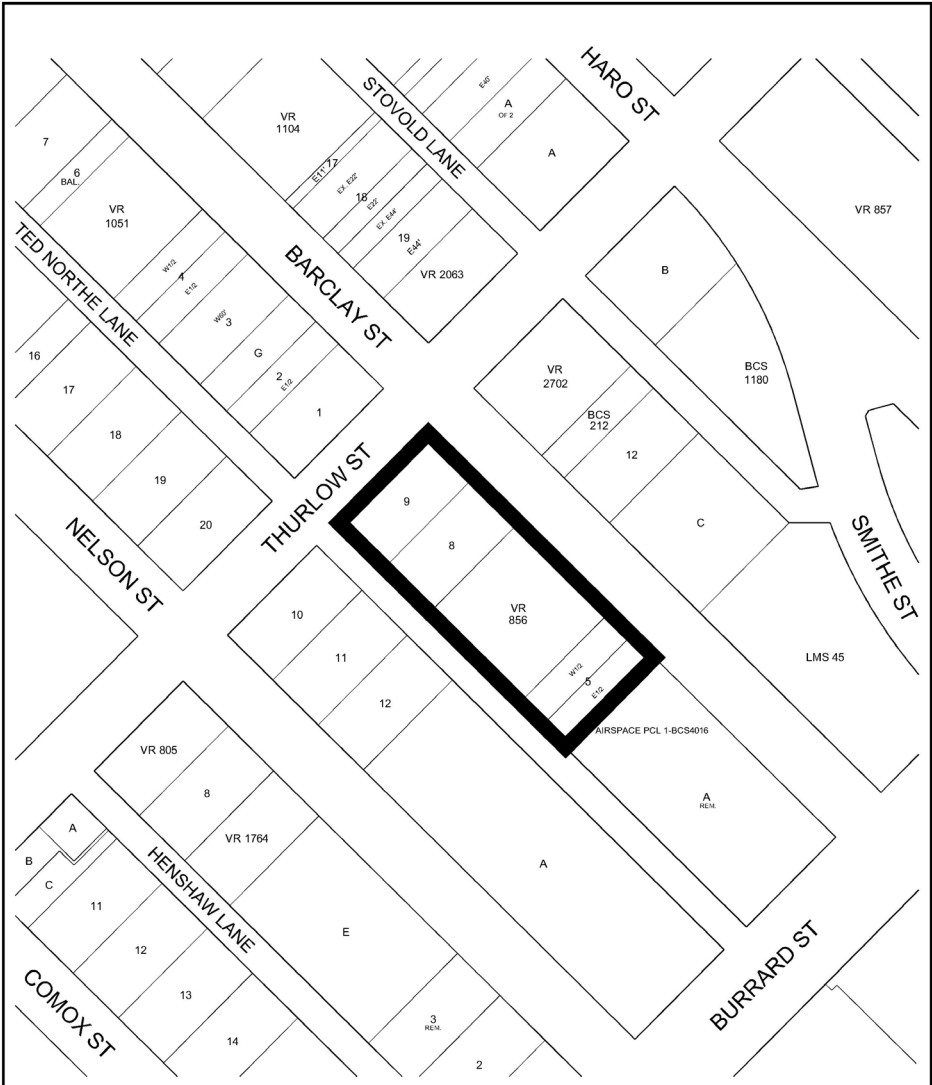 HARO ST
STOVOLD LANE
E40'
A
OF 2
VR
1104
A
7
E11' 17
EX. E22'
18
E22'
EX. E44'
19
E44'
6
BAL.
VR
1051
VR 857
TED NORTHE LANE
W1/2
4
E1/2
BARCLAY ST
VR 2063
B
W60'
3
G
2
E1/2
1
16
17
18
19
20
VR
2702
BCS
212
12
C
BCS
1180
THURLOW ST
9
8
VR
856
W1/2
5
E1/2
SMITHE ST
NELSON ST
10
11
12
LMS 45
AIRSPACE PCL 1-BCS4016
A
REM.
VR 805
8
VR 1764
A
A
B
C
HENSHAW LANE
E
11
12
13
14
COMOX ST
3
REM.
2
BURRARD ST